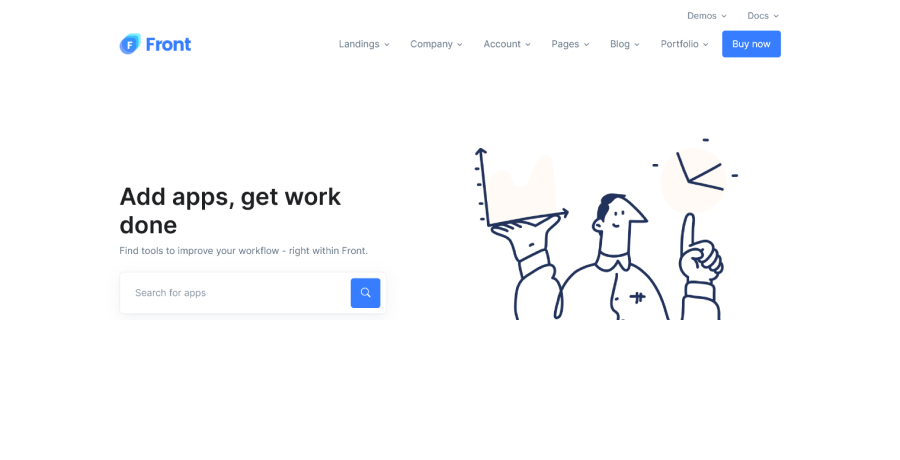 Demos
Docs
F Front
Landings
Company
Account
Pages
Blog
Portfolio
Buy now
Add apps, get work
done
Find tools to improve your workflow - right within Front.
Search for apps